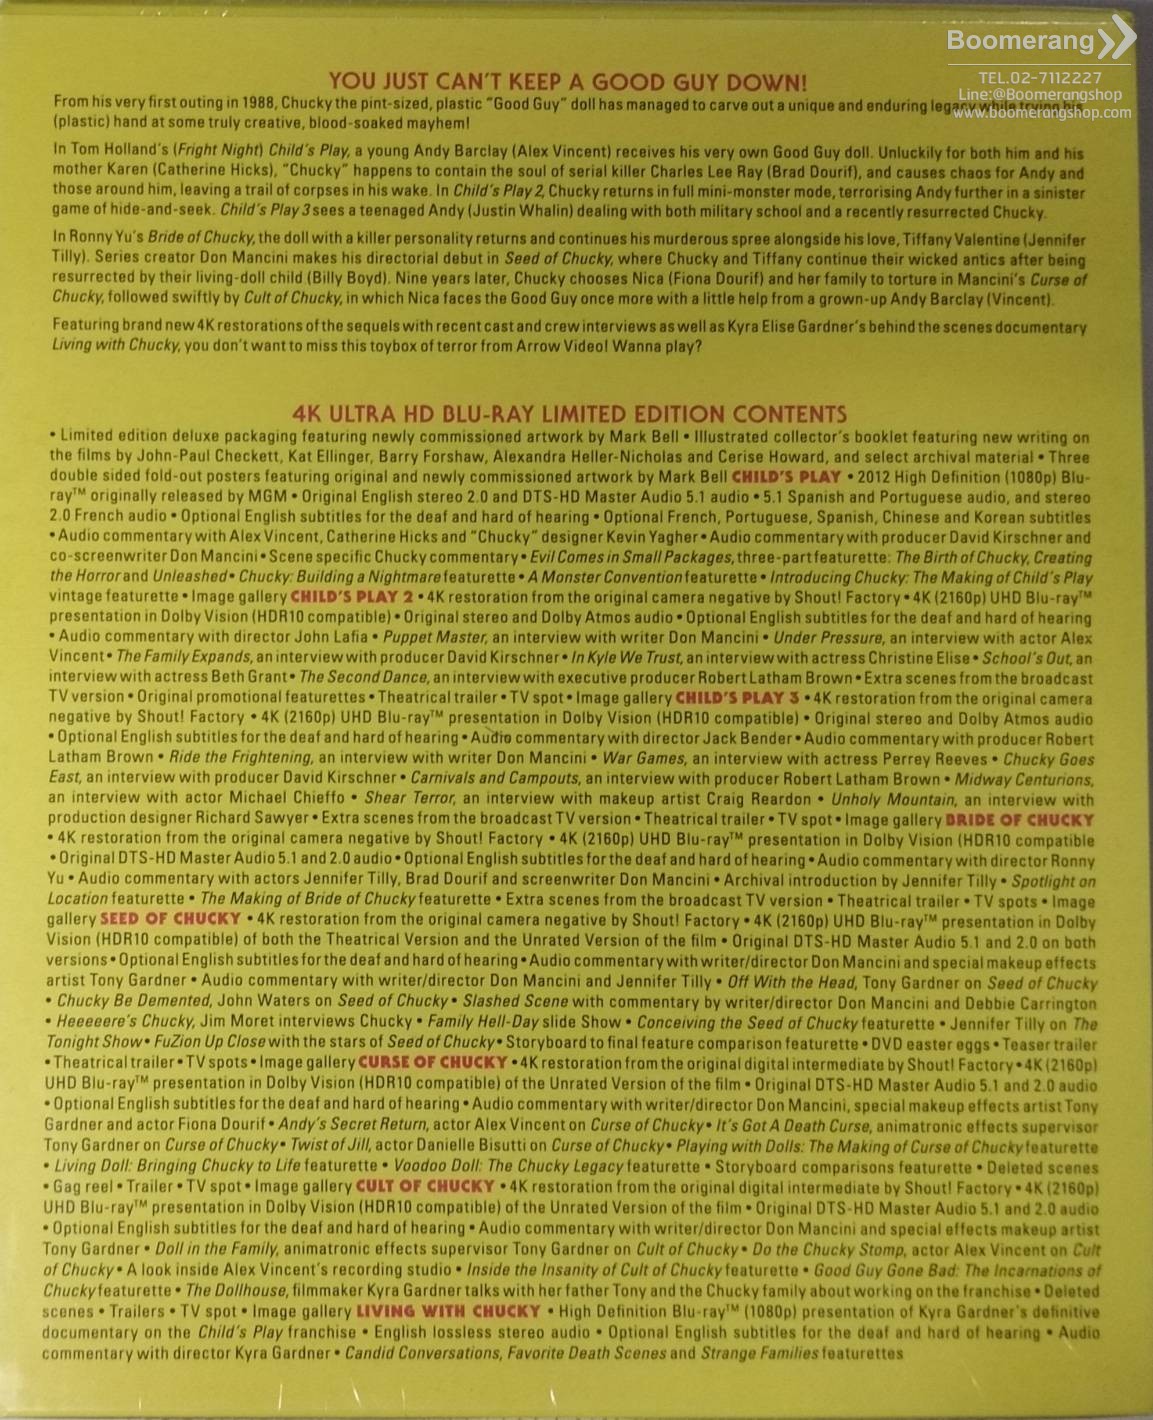 Boomerang
TEL.02-7112227
Line:@Boomerangshop
www.boomerangshop.com
YOU JUST CAN'T KEEP A GOOD GUY DOWN!
From his very first outing in 1988, Chucky the pint-sized, plastic "Good Guy" doll has managed to carve out a unique and enduring legacy while trying his
(plastic) hand at some truly creative, blood-soaked mayhem!
In Tom Holland's (Fright Night) Child's Play, a young Andy Barclay (Alex Vincent) receives his very own Good Guy doll. Unluckily for both him and his
mother Karen (Catherine Hicks), "Chucky" happens to contain the soul of serial killer Charles Lee Ray (Brad Dourif), and causes chaos for Andy and
those around him, leaving a trail of corpses in his wake. In Child's Play 2, Chucky returns in full mini-monster mode, terrorising Andy further in a sinister
game of hide-and-seek. Child's Play 3 sees a teenaged Andy (Justin Whalin) dealing with both military school and a recently resurrected Chucky.
In Ronny Yu's Bride of Chucky, the doll with a killer personality returns and continues his murderous spree alongside his love, Tiffany Valentine (Jennifer
Tilly). Series creator Don Mancini makes his directorial debut in Seed of Chucky, where Chucky and Tiffany continue their wicked antics after being
resurrected by their living-doll child (Billy Boyd). Nine years later, Chucky chooses Nica (Fiona Dourif) and her family to torture in Mancini's Curse of
Chucky, followed swiftly by Cult of Chucky, in which Nica faces the Good Guy once more with a little help from a grown-up Andy Barclay (Vincent).
Featuring brand new 4K restorations of the sequels with recent cast and crew interviews as well as Kyra Elise Gardner's behind the scenes documentary
Living with Chucky, you don't want to miss this toybox of terror from Arrow Video! Wanna play?
4K ULTRA HD BLU-RAY LIMITED EDITION CONTENTS
• Limited edition deluxe packaging featuring newly commissioned artwork by Mark Bell • Illustrated collector's booklet featuring new writing on
the films by John-Paul Checkett, Kat Ellinger, Barry Forshaw, Alexandra Heller-Nicholas and Cerise Howard, and select archival material • Three
double sided fold-out posters featuring original and newly commissioned artwork by Mark Bell CHILD'S PLAY • 2012 High Definition (1080p) Blu-
ray™ originally released by MGM • Original English stereo 2.0 and DTS-HD Master Audio 5.1 audio • 5.1 Spanish and Portuguese audio, and stereo
2.0 French audio • Optional English subtitles for the deaf and hard of hearing • Optional French, Portuguese, Spanish, Chinese and Korean subtitles
• Audio commentary with Alex Vincent, Catherine Hicks and "Chucky" designer Kevin Yagher • Audio commentary with producer David Kirschner and
co-screenwriter Don Mancini • Scene specific Chucky commentary • Evil Comes in Small Packages, three-part featurette: The Birth of Chucky, Creating
the Horror and Unleashed • Chucky: Building a Nightmare featurette • A Monster Convention featurette • Introducing Chucky: The Making of Child's Play
vintage featurette • Image gallery CHILD'S PLAY 2 • 4K restoration from the original camera negative by Shout! Factory • 4K (2160p) UHD Blu-ray™
presentation in Dolby Vision (HDR10 compatible) • Original stereo and Dolby Atmos audio • Optional English subtitles for the deaf and hard of hearing
• Audio commentary with director John Lafia • Puppet Master, an interview with writer Don Mancini • Under Pressure, an interview with actor Alex
Vincent • The Family Expands, an interview with producer David Kirschner • In Kyle We Trust, an interview with actress Christine Elise • School's Out, an
interview with actress Beth Grant • The Second Dance, an interview with executive producer Robert Latham Brown • Extra scenes from the broadcast
TV version • Original promotional featurettes • Theatrical trailer • TV spot • Image gallery CHILD'S PLAY 3 • 4K restoration from the original camera
negative by Shout! Factory • 4K (2160p) UHD Blu-ray™ presentation in Dolby Vision (HDR10 compatible) • Original stereo and Dolby Atmos audio
• Optional English subtitles for the deaf and hard of hearing • Audio commentary with director Jack Bender • Audio commentary with producer Robert
Latham Brown • Ride the Frightening, an interview with writer Don Mancini • War Games, an interview with actress Perrey Reeves • Chucky Goes
East, an interview with producer David Kirschner • Carnivals and Campouts, an interview with producer Robert Latham Brown • Midway Centurions,
an interview with actor Michael Chieffo • Shear Terror, an interview with makeup artist Craig Reardon • Unholy Mountain, an interview with
production designer Richard Sawyer • Extra scenes from the broadcast TV version • Theatrical trailer • TV spot • Image gallery BRIDE OF CHUCKY
• 4K restoration from the original camera negative by Shout! Factory • 4K (2160p) UHD Blu-ray™ presentation in Dolby Vision (HDR10 compatible
• Original DTS-HD Master Audio 5.1 and 2.0 audio • Optional English subtitles for the deaf and hard of hearing • Audio commentary with director Ronny
Yu • Audio commentary with actors Jennifer Tilly, Brad Dourif and screenwriter Don Mancini • Archival introduction by Jennifer Tilly • Spotlight on
Location featurette • The Making of Bride of Chucky featurette • Extra scenes from the broadcast TV version • Theatrical trailer • TV spots • Image
gallery SEED OF CHUCKY • 4K restoration from the original camera negative by Shout! Factory • 4K (2160p) UHD Blu-ray™ presentation in Dolby
Vision (HDR10 compatible) of both the Theatrical Version and the Unrated Version of the film • Original DTS-HD Master Audio 5.1 and 2.0 on both
versions • Optional English subtitles for the deaf and hard of hearing • Audio commentary with writer/director Don Mancini and special makeup effects
artist Tony Gardner • Audio commentary with writer/director Don Mancini and Jennifer Tilly • Off With the Head, Tony Gardner on Seed of Chucky
• Chucky Be Demented, John Waters on Seed of Chucky • Slashed Scene with commentary by writer/director Don Mancini and Debbie Carrington
• Heeeeere's Chucky, Jim Moret interviews Chucky • Family Hell-Day slide Show • Conceiving the Seed of Chucky featurette • Jennifer Tilly on The
Tonight Show • FuZion Up Close with the stars of Seed of Chucky • Storyboard to final feature comparison featurette • DVD easter eggs • Teaser trailer
• Theatrical trailer • TV spots • Image gallery CURSE OF CHUCKY • 4K restoration from the original digital intermediate by Shout! Factory • 4K (2160p)
UHD Blu-ray™ presentation in Dolby Vision (HDR10 compatible) of the Unrated Version of the film • Original DTS-HD Master Audio 5.1 and 2.0 audio
• Optional English subtitles for the deaf and hard of hearing • Audio commentary with writer/director Don Mancini, special makeup effects artist Tony
Gardner and actor Fiona Dourif • Andy's Secret Return, actor Alex Vincent on Curse of Chucky • It's Got A Death Curse, animatronic effects supervisor
Tony Gardner on Curse of Chucky • Twist of Jill, actor Danielle Bisutti on Curse of Chucky • Playing with Dolls: The Making of Curse of Chucky featurette
• Living Doll: Bringing Chucky to Life featurette • Voodoo Doll: The Chucky Legacy featurette • Storyboard comparisons featurette • Deleted scenes
• Gag reel • Trailer • TV spot • Image gallery CULT OF CHUCKY • 4K restoration from the original digital intermediate by Shout! Factory • 4K (2160p)
UHD Blu-ray™ presentation in Dolby Vision (HDR10 compatible) of the Unrated Version of the film • Original DTS-HD Master Audio 5.1 and 2.0 audio
• Optional English subtitles for the deaf and hard of hearing • Audio commentary with writer/director Don Mancini and special effects makeup artist
Tony Gardner • Doll in the Family, animatronic effects supervisor Tony Gardner on Cult of Chucky • Do the Chucky Stomp, actor Alex Vincent on Cult
of Chucky • A look inside Alex Vincent's recording studio • Inside the Insanity of Cult of Chucky featurette • Good Guy Gone Bad: The Incarnations of
Chucky featurette • The Dollhouse, filmmaker Kyra Gardner talks with her father Tony and the Chucky family about working on the franchise • Deleted
scenes • Trailers • TV spot • Image gallery LIVING WITH CHUCKY • High Definition Blu-ray™ (1080p) presentation of Kyra Gardner's definitive
documentary on the Child's Play franchise • English lossless stereo audio • Optional English subtitles for the deaf and hard of hearing • Audio
commentary with director Kyra Gardner • Candid Conversations, Favorite Death Scenes and Strange Families featurettes